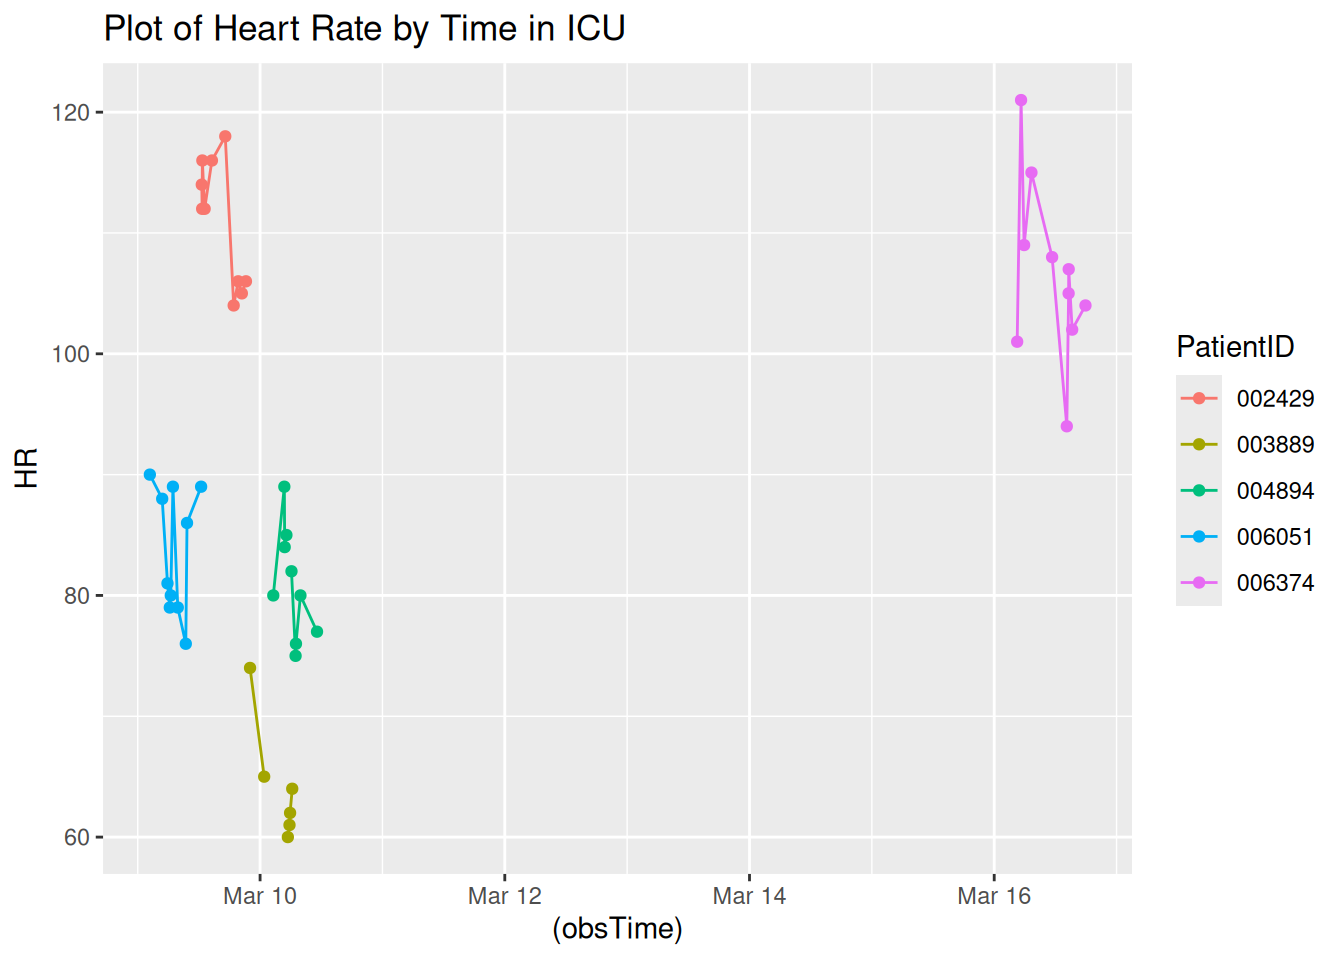 Plot of Heart Rate by Time in ICU
120
100
80
60
HR
Mar 10
Mar 12
Mar 14
Mar 16
(obsTime)
PatientID
002429
003889
004894
006051
006374